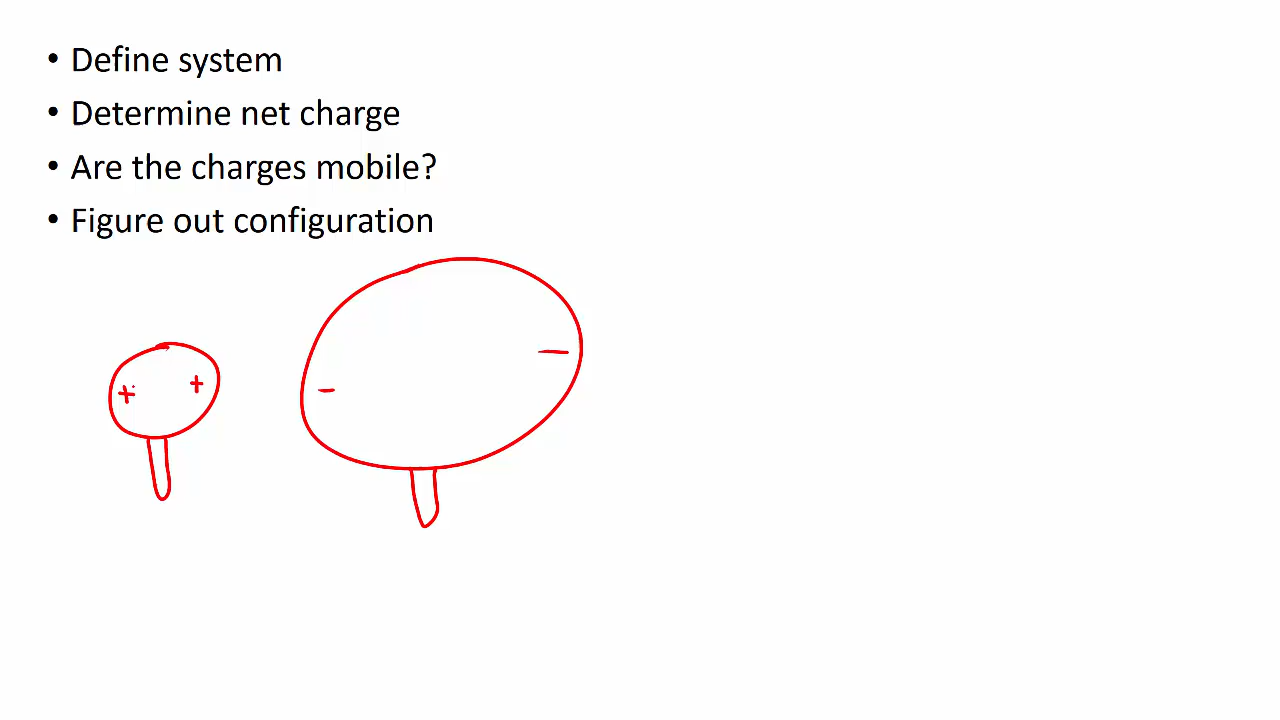 • Define system
• Determine net charge
• Are the charges mobile?
• Figure out configuration
+ + - -